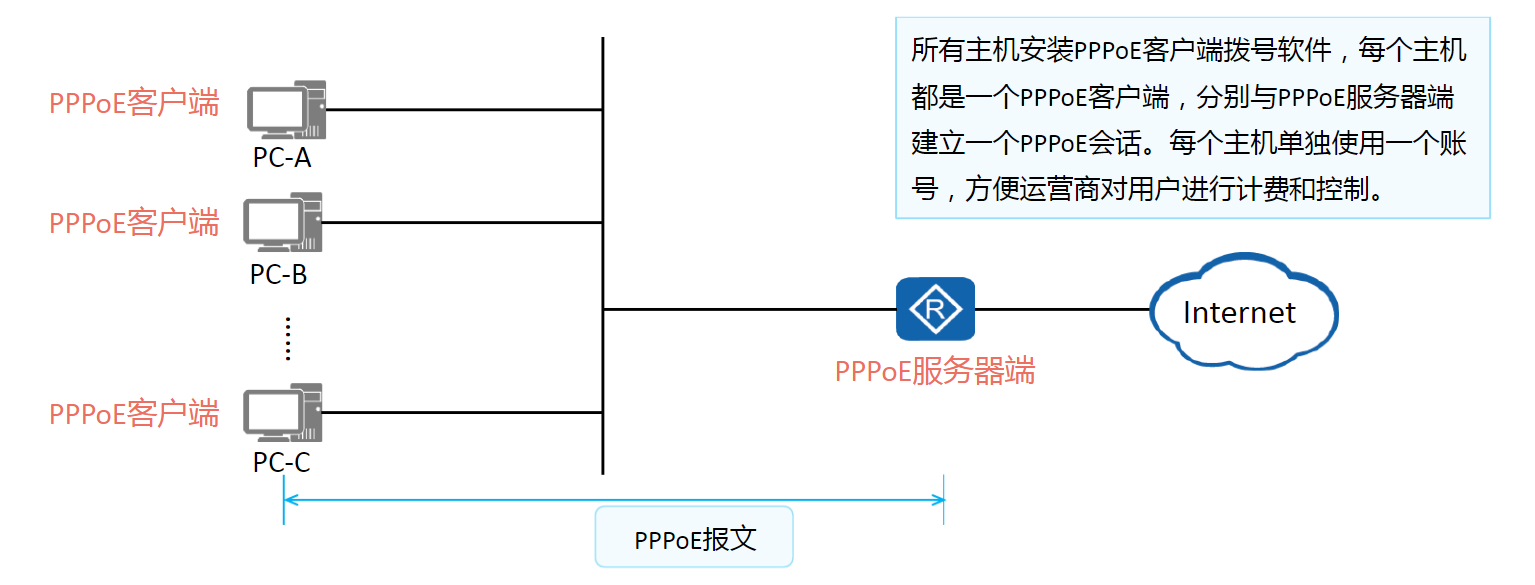 所有主机安装PPPoE客户端拨号软件，每个主机
都是一个PPPoE客户端，分别与PPPoE服务器端
建立一个PPPoE会话。每个主机单独使用一个账
号，方便运营商对用户进行计费和控制。
PPPoE客户端
PC-A
PPPoE客户端
PC-B
......
R
Internet
PPPoE服务器端
PPPoE客户端
PC-C
PPPoE报文